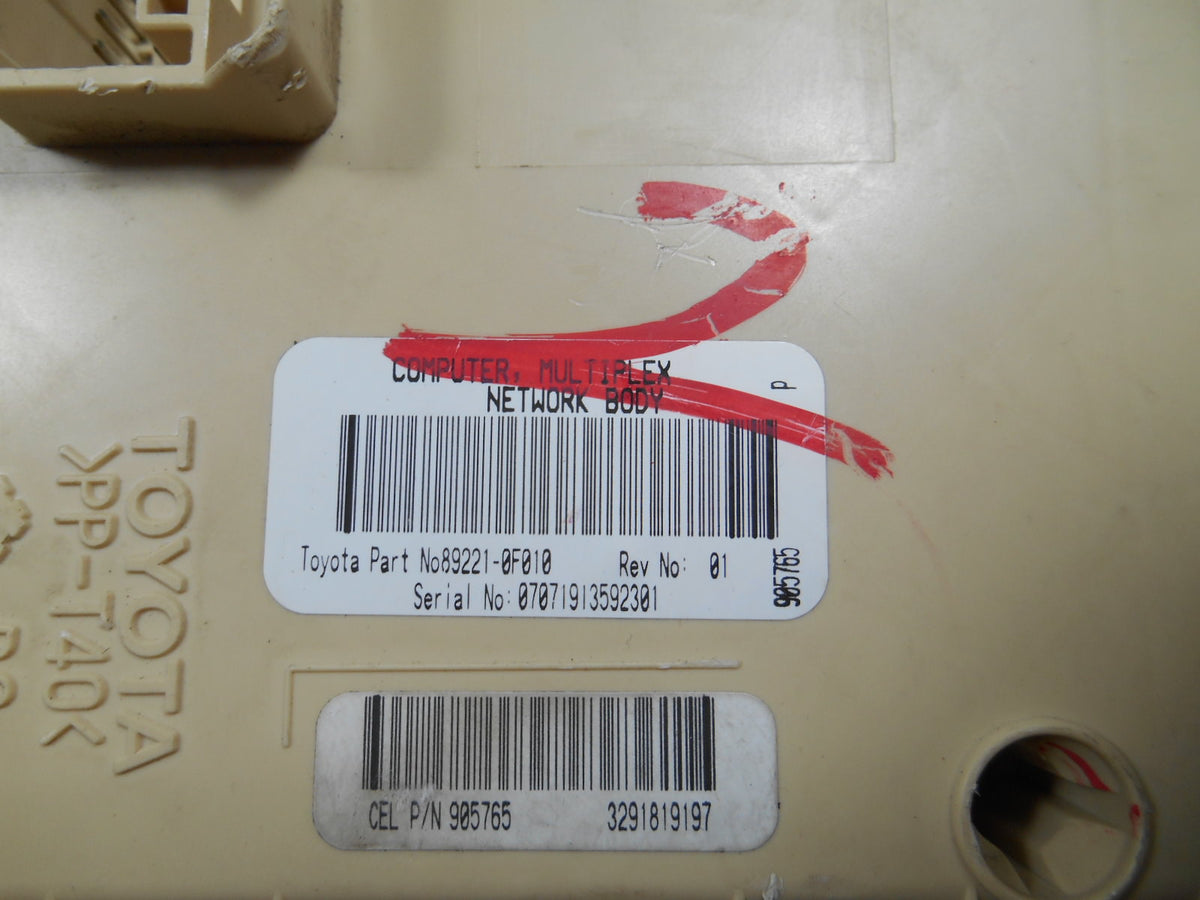 COMPUTER, MULTIPLEX
NETWORK BODY
P
Toyota Part No89221-0F010 Rev No: 01
Serial No: 07071913592301
905765
CEL P/N 905765 3291819197
TOYOTA
>PP-T40<